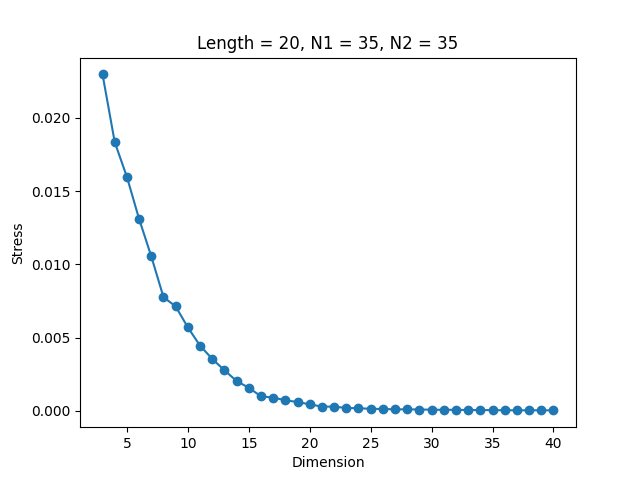 Length = 20, N1 = 35, N2 = 35
Stress
0.020
0.015
0.010
0.005
0.000
5 10 15 20 25 30 35 40
Dimension